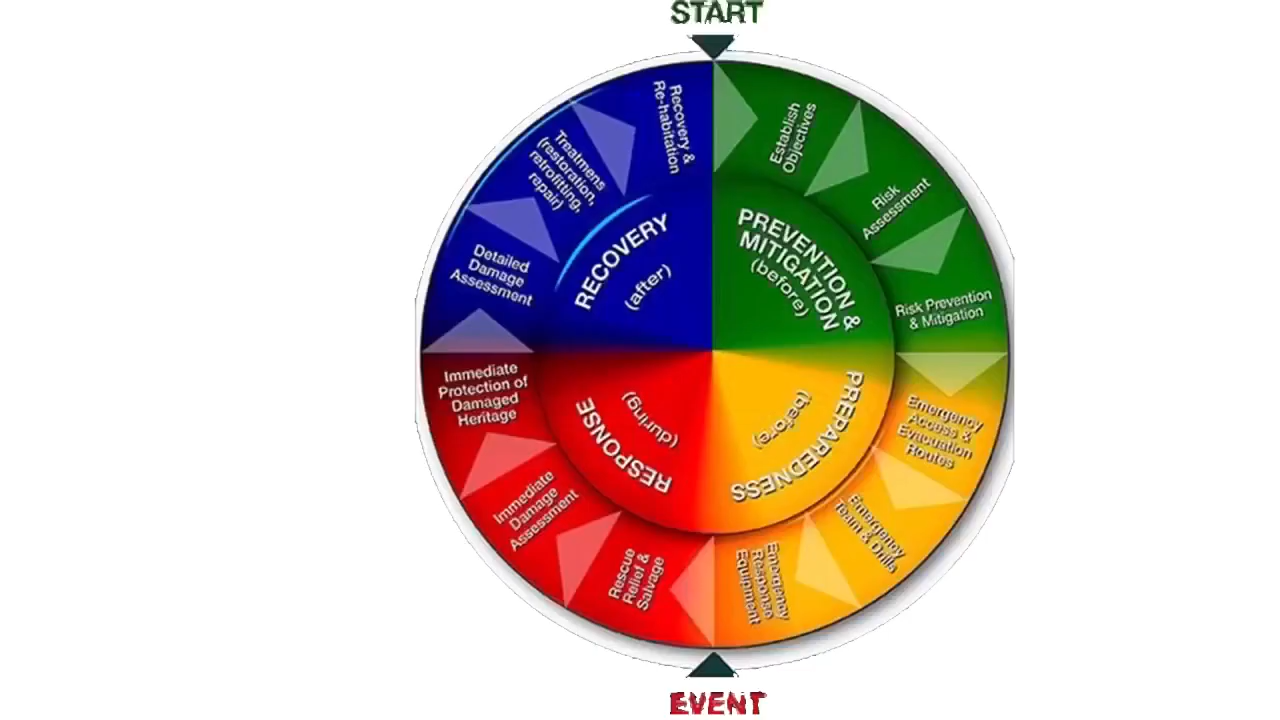 START
Establish
Objectives
Risk
Assessment
Risk Prevention
& Mitigation
PREVENTION &
MITIGATION
(before)
Emergency
Access &
Evacuation
Routes
Emergency
Team & Drills
Emergency
Response
Equipment
PREPAREDNESS
(before)
EVENT
Rescue
Relief &
Salvage
Immediate
Damage
Assessment
Immediate
Protection of
Damaged
Heritage
RESPONSE
(during)
Detailed
Damage
Assessment
Treatmens
(restoration,
retrofitting,
repair)
Recovery &
Re-habitation
RECOVERY
(after)